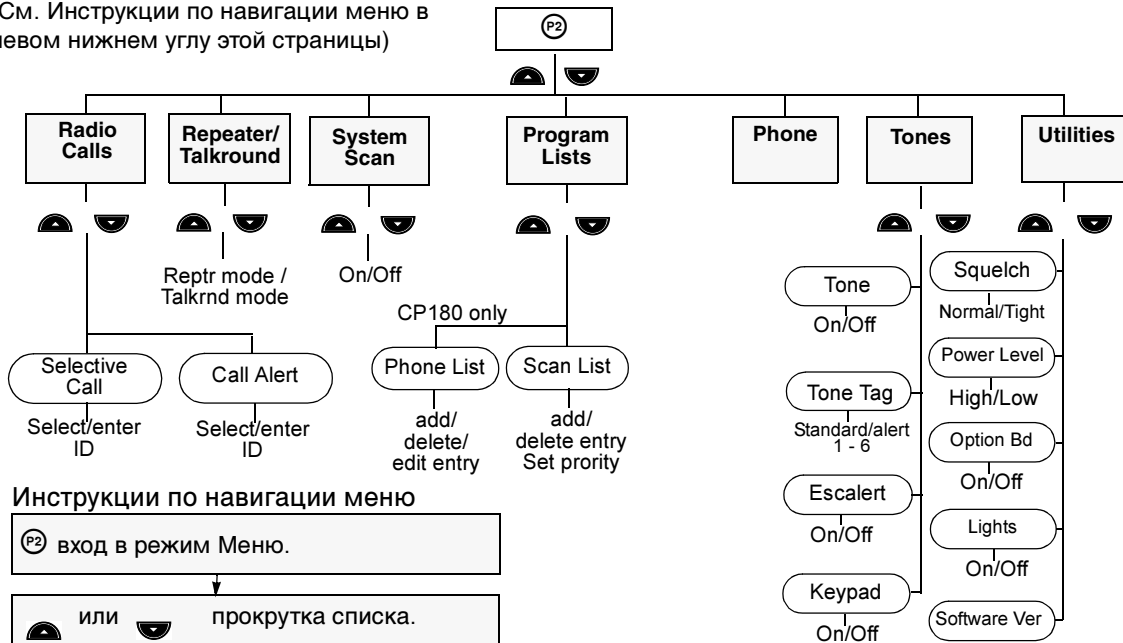 См. Инструкции по навигации меню в
левом нижнем углу этой страницы)
P2
Radio
Calls
Repeater/
Talkround
System
Scan
Program
Lists
Phone
Tones
Utilities
Reptr mode /
Talkrnd mode
On/Off
CP180 only
Selective
Call
Select/enter
ID
Call Alert
Select/enter
ID
Phone List
add/
delete/
edit entry
Scan List
add/
delete entry
Set prority
Tone
On/Off
Tone Tag
Standard/alert
1 - 6
Escalert
On/Off
Keypad
On/Off
Squelch
Normal/Tight
Power Level
High/Low
Option Bd
On/Off
Lights
On/Off
Software Ver
Инструкции по навигации меню
P2 вход в режим Меню.
или прокрутка списка.